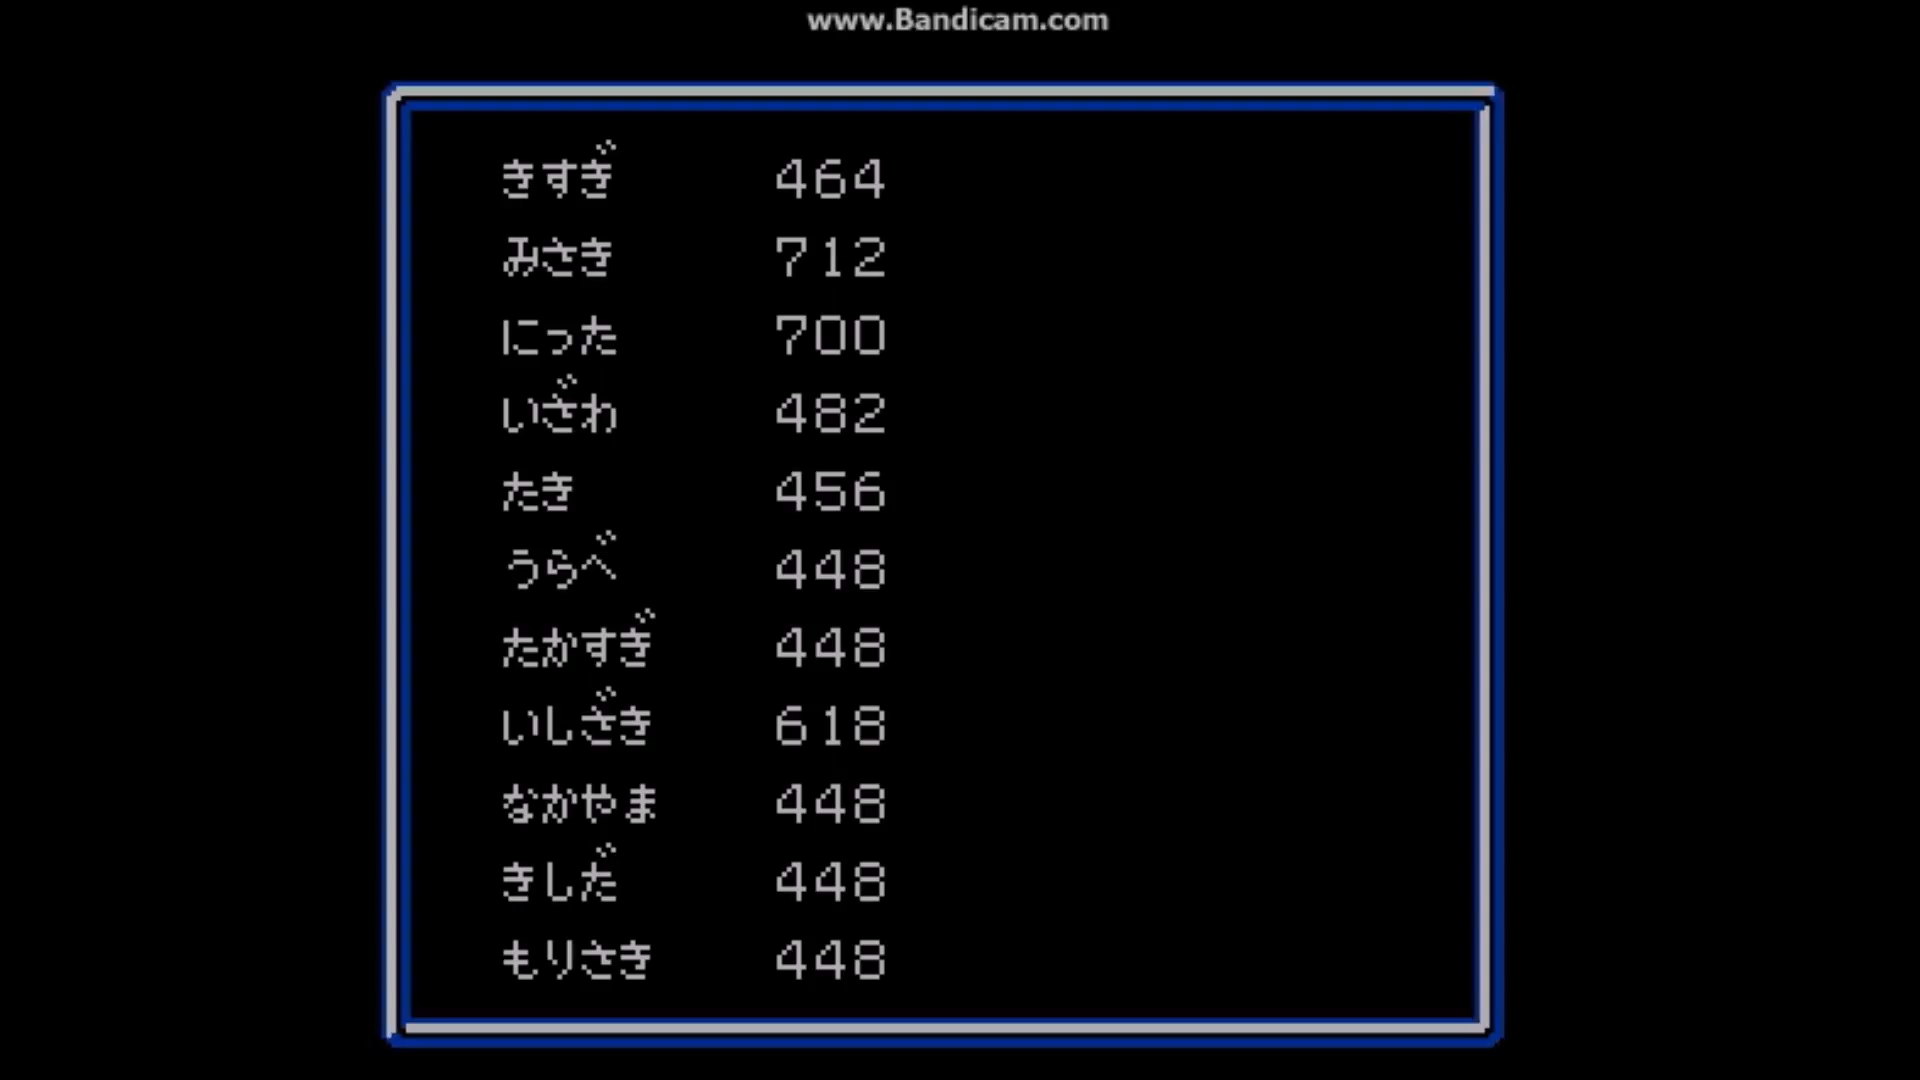 www.Bandicam.com
きすぎ 464
みさき 712
にった 700
いざわ 482
たき 456
うらべ 448
たかすぎ 448
いしざき 618
なかやま 448
きしだ 448
もりさき 448